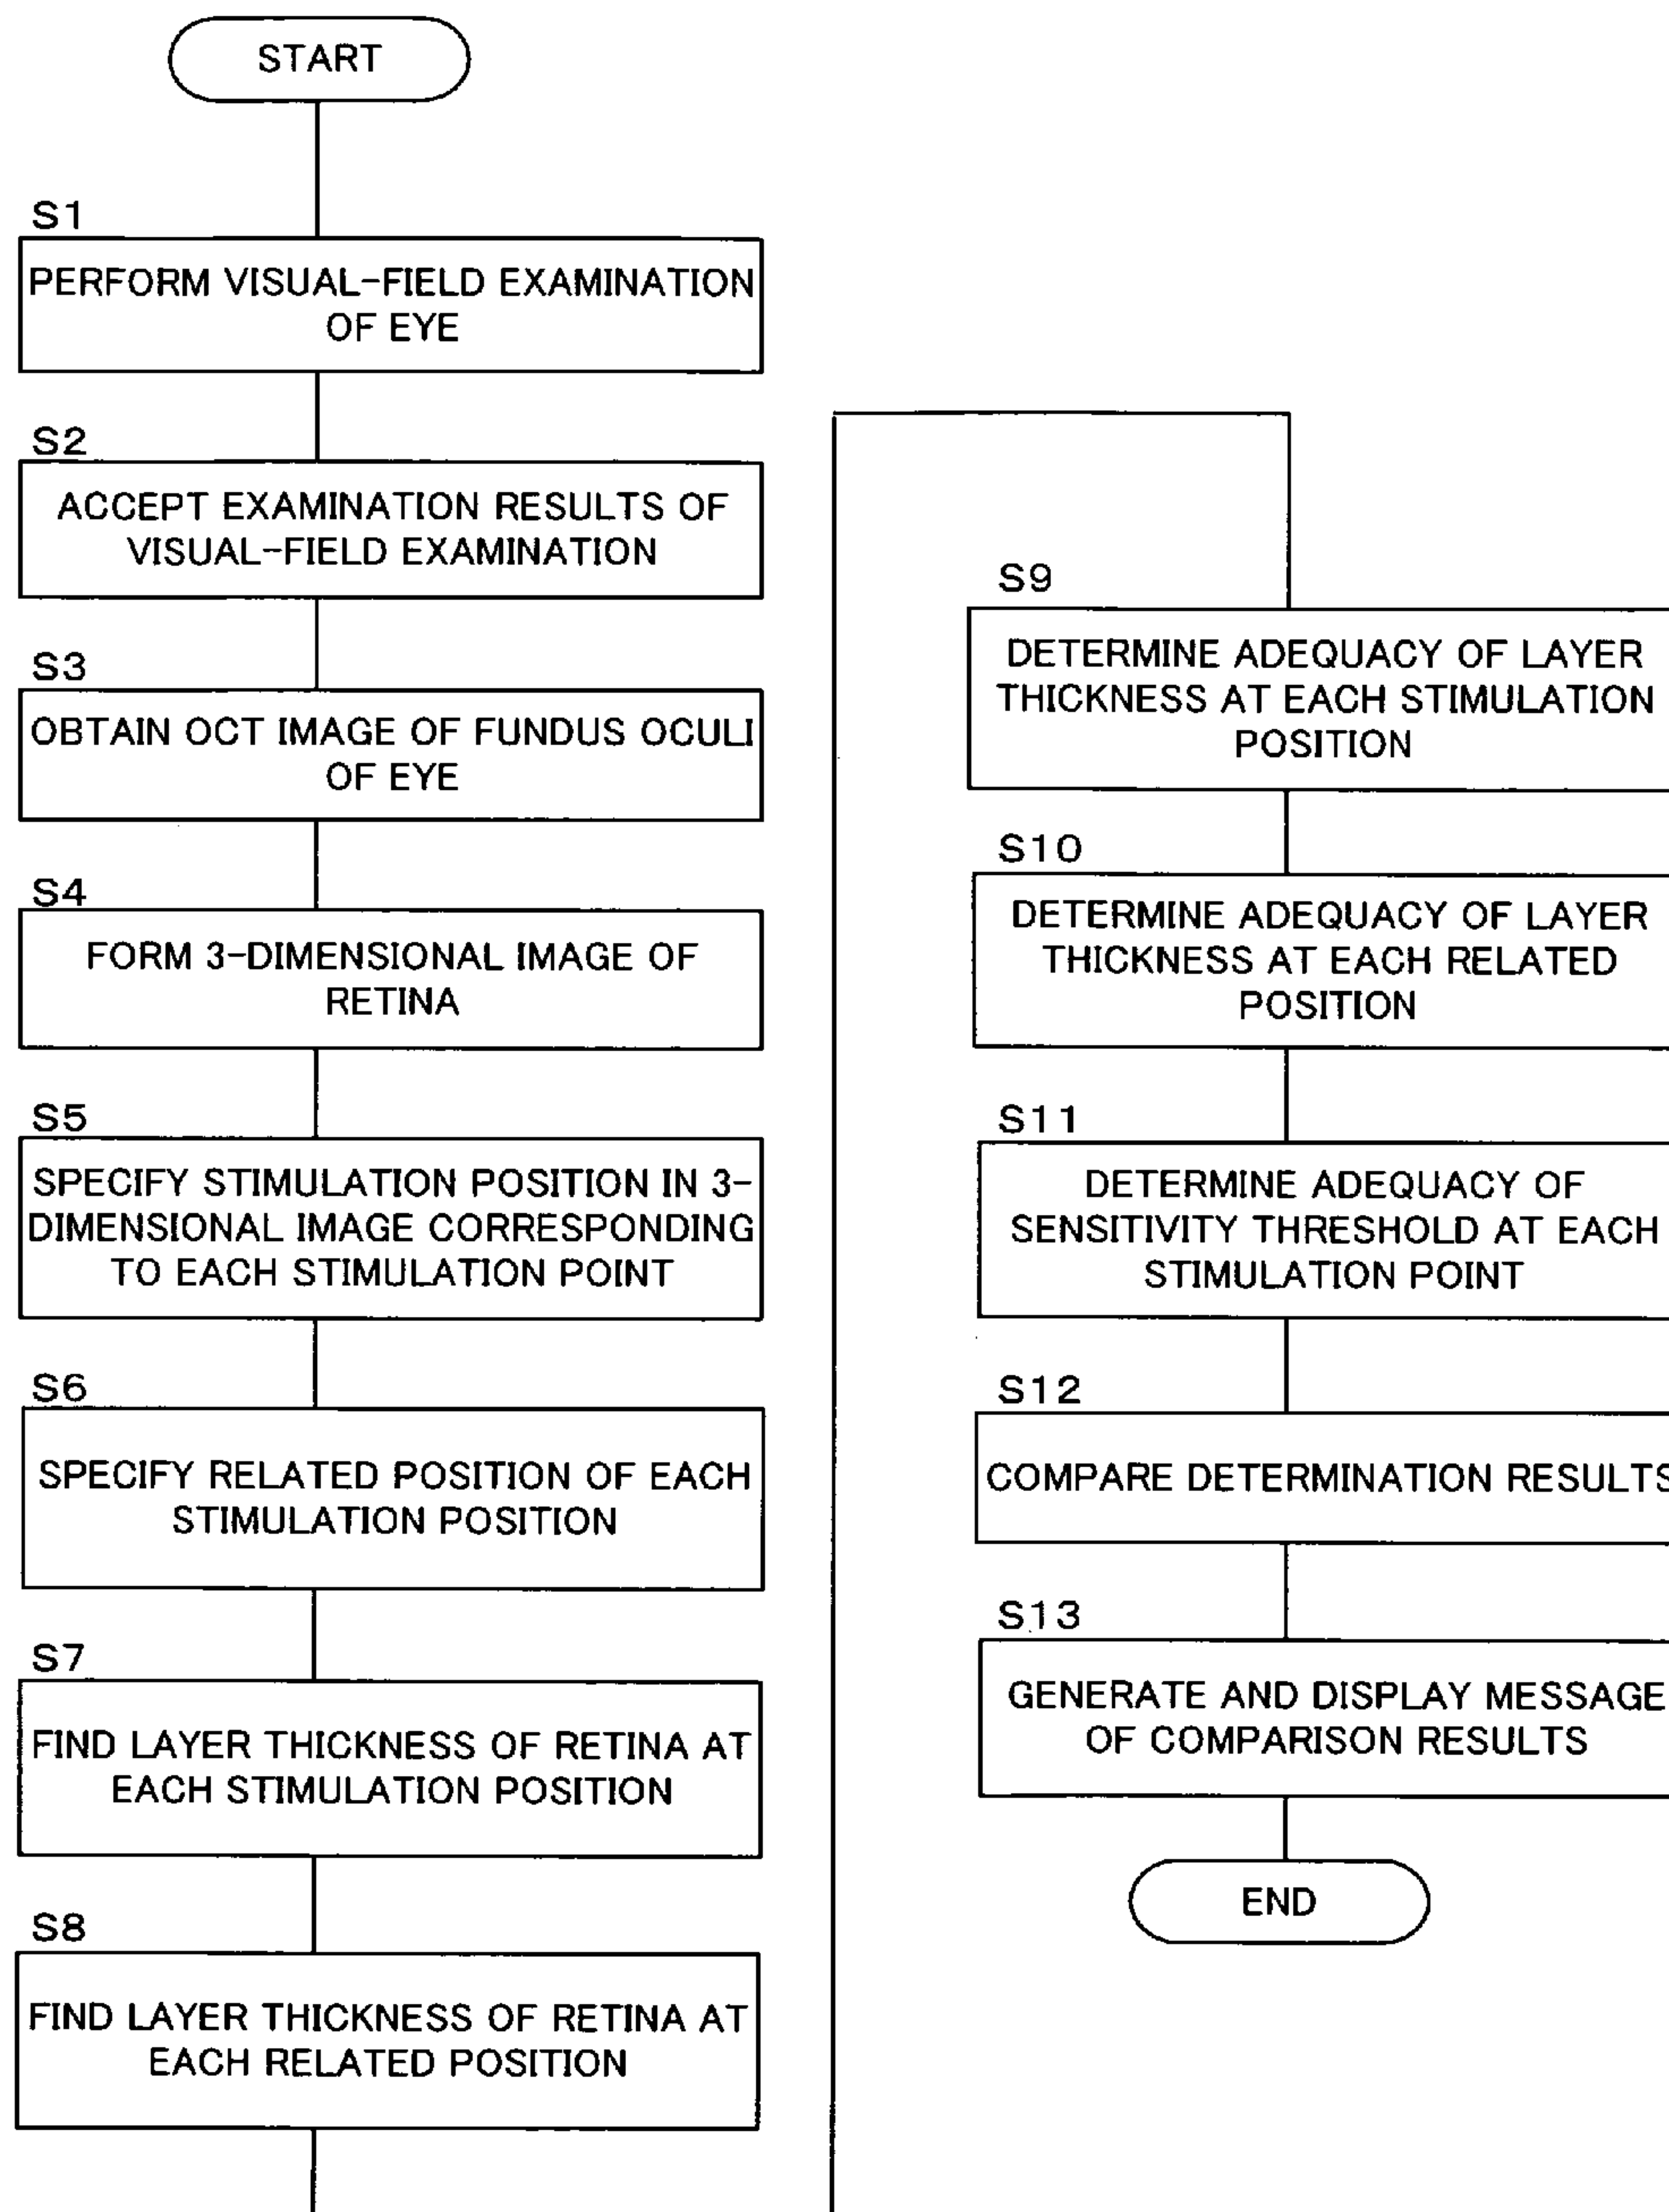 START
S1
PERFORM VISUAL-FIELD EXAMINATION
OF EYE
S2
ACCEPT EXAMINATION RESULTS OF
VISUAL-FIELD EXAMINATION
S3
OBTAIN OCT IMAGE OF FUNDUS OCULI
OF EYE
S4
FORM 3-DIMENSIONAL IMAGE OF
RETINA
S5
SPECIFY STIMULATION POSITION IN 3-
DIMENSIONAL IMAGE CORRESPONDING
TO EACH STIMULATION POINT
S6
SPECIFY RELATED POSITION OF EACH
STIMULATION POSITION
S7
FIND LAYER THICKNESS OF RETINA AT
EACH STIMULATION POSITION
S8
FIND LAYER THICKNESS OF RETINA AT
EACH RELATED POSITION
S9
DETERMINE ADEQUACY OF LAYER
THICKNESS AT EACH STIMULATION
POSITION
S10
DETERMINE ADEQUACY OF LAYER
THICKNESS AT EACH RELATED
POSITION
S11
DETERMINE ADEQUACY OF
SENSITIVITY THRESHOLD AT EACH
STIMULATION POINT
S12
COMPARE DETERMINATION RESULTS
S13
GENERATE AND DISPLAY MESSAGE
OF COMPARISON RESULTS
END